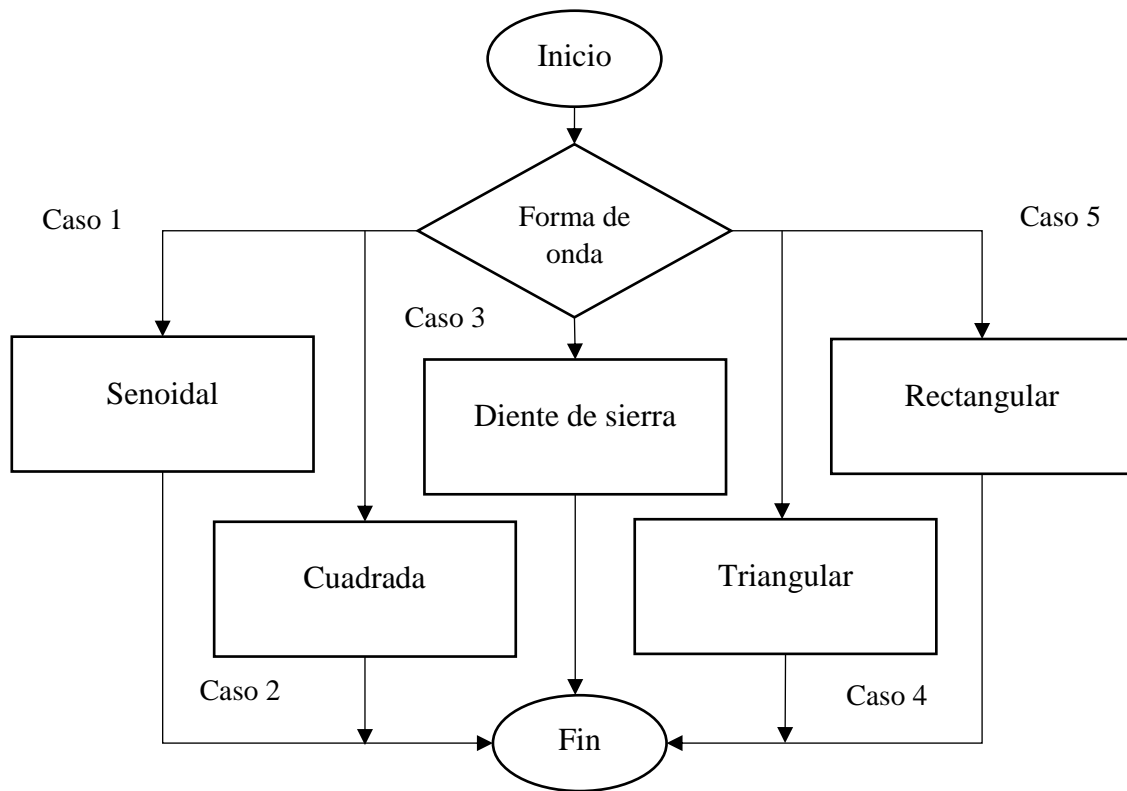 Inicio
Forma de
onda
Caso 1
Caso 5
Caso 3
Senoidal
Diente de sierra
Rectangular
Cuadrada
Triangular
Caso 2
Caso 4
Fin